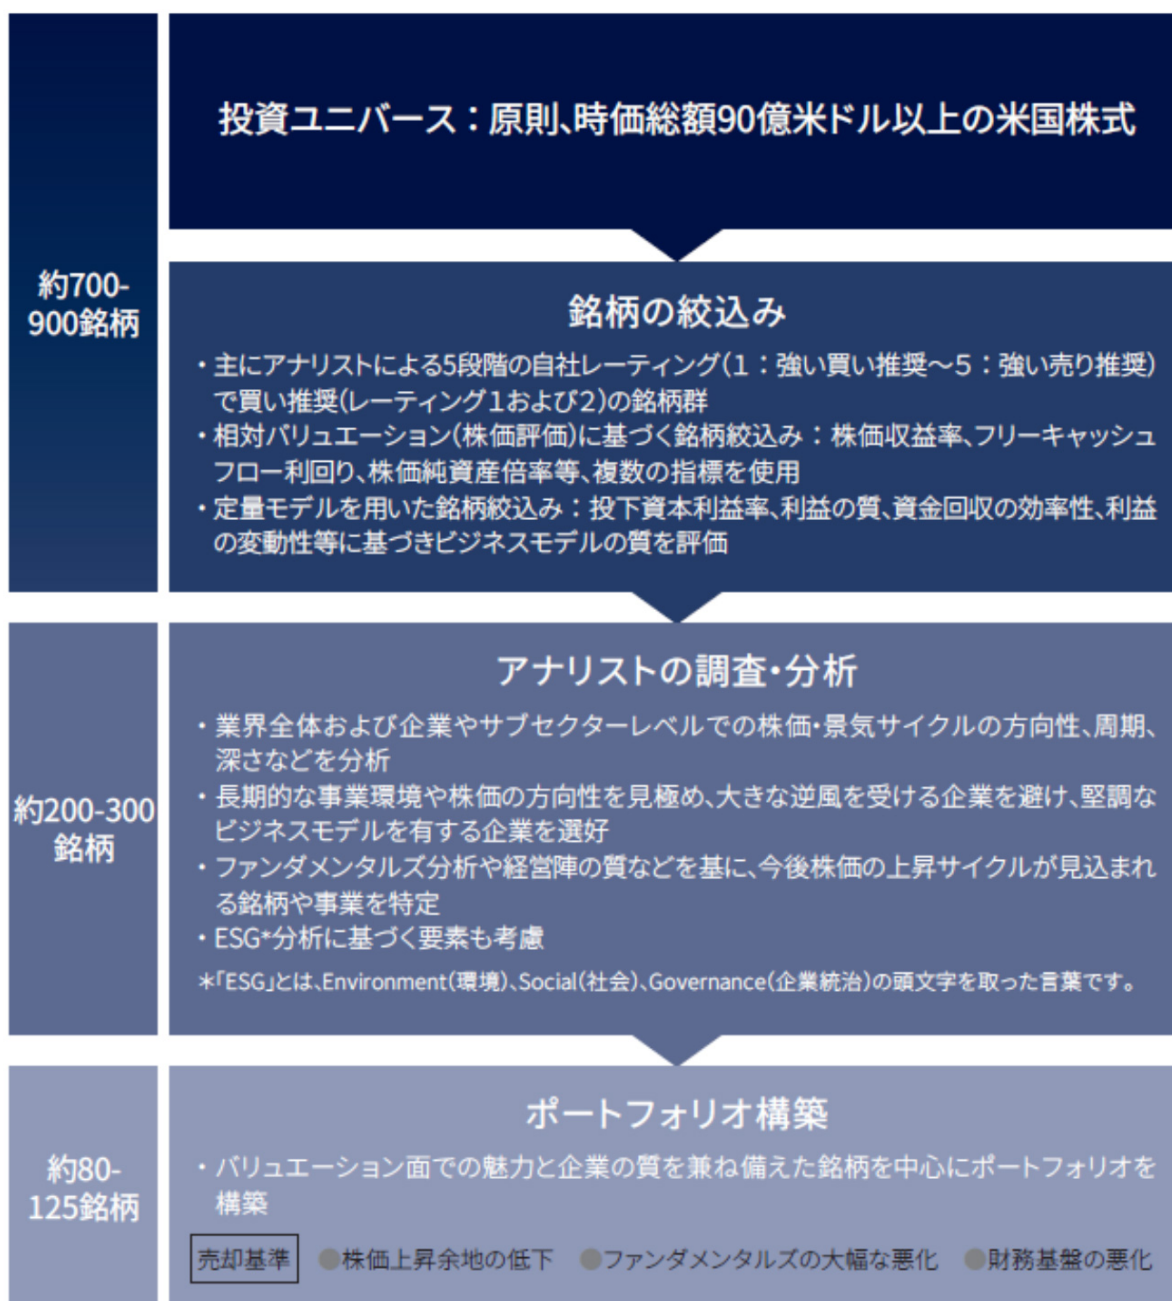 投資ユニバース：原則、時価総額90億米ドル以上の米国株式
約700-
900銘柄
銘柄の絞込み
・主にアナリストによる5段階の自社レーティング（１：強い買い推奨～５：強い売り推奨）
で買い推奨（レーティング１および２）の銘柄群
・相対バリュエーション（株価評価）に基づく銘柄絞込み：株価収益率、フリーキャッシュ
フロー利回り、株価純資産倍率等、複数の指標を使用
・定量モデルを用いた銘柄絞込み：投下資本利益率、利益の質、資金回収の効率性、利益
の変動性等に基づきビジネスモデルの質を評価
約200-300
銘柄
アナリストの調査・分析
・業界全体および企業やサブセクターレベルでの株価・景気サイクルの方向性、周期、
深さなどを分析
・長期的な事業環境や株価の方向性を見極め、大きな逆風を受ける企業を避け、堅調な
ビジネスモデルを有する企業を選好
・ファンダメンタルズ分析や経営陣の質などを基に、今後株価の上昇サイクルが見込まれ
る銘柄や事業を特定
・ESG*分析に基づく要素も考慮
＊「ESG」とは、Environment（環境）、Social（社会）、Governance（企業統治）の頭文字を取った言葉です。
約80-
125銘柄
ポートフォリオ構築
・バリュエーション面での魅力と企業の質を兼ね備えた銘柄を中心にポートフォリオを
構築
売却基準 ●株価上昇余地の低下 ●ファンダメンタルズの大幅な悪化 ●財務基盤の悪化